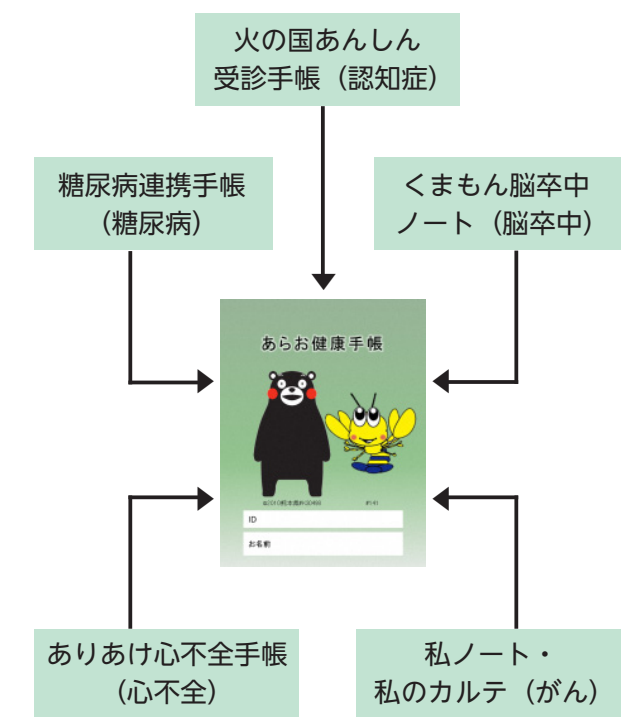 火の国あんしん
受診手帳（認知症）
糖尿病連携手帳
（糖尿病）
くまもん脳卒中
ノート（脳卒中）
あらお健康手帳
ID
お名前
ありあけ心不全手帳
（心不全）
私ノート・
私のカルテ（がん）